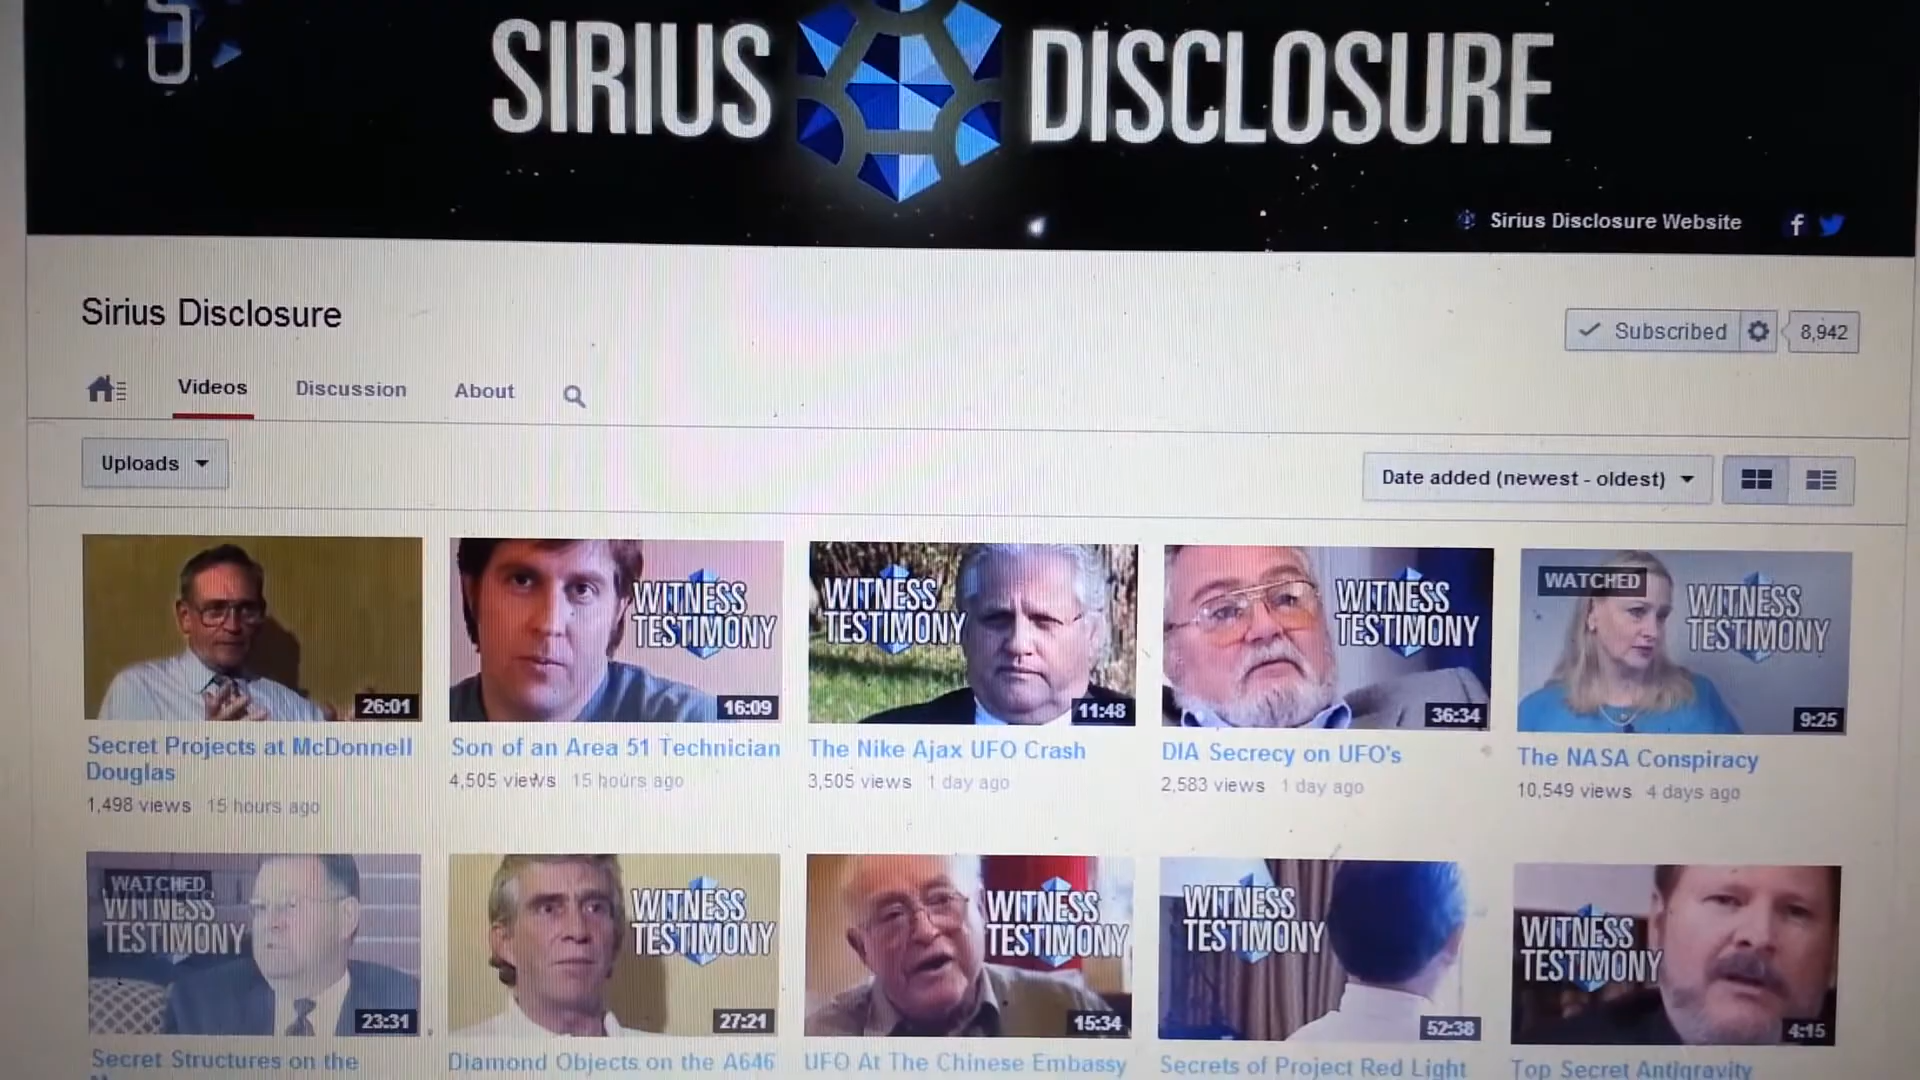 SIRIUS DISCLOSURE
Sirius Disclosure Website
Sirius Disclosure
Subscribed 8,942
Videos Discussion About
Uploads
Date added (newest - oldest)
26:01
WITNESS
TESTIMONY
16:09
WITNESS
TESTIMONY
11:48
WITNESS
TESTIMONY
36:34
WATCHED
WITNESS
TESTIMONY
9:25
Secret Projects at McDonnell
Douglas
1,498 views 15 hours ago
Son of an Area 51 Technician
4,505 views 15 hours ago
The Nike Ajax UFO Crash
3,505 views 1 day ago
DIA Secrecy on UFO's
2,583 views 1 day ago
The NASA Conspiracy
10,549 views 4 days ago
WATCHED
WITNESS
TESTIMONY
23:31
WITNESS
TESTIMONY
27:21
WITNESS
TESTIMONY
15:34
WITNESS
TESTIMONY
52:38
WITNESS
TESTIMONY
4:15
Secret Structures on the
Diamond Objects on the A646
UFO At The Chinese Embassy
Secrets of Project Red Light
Top Secret Antigravity